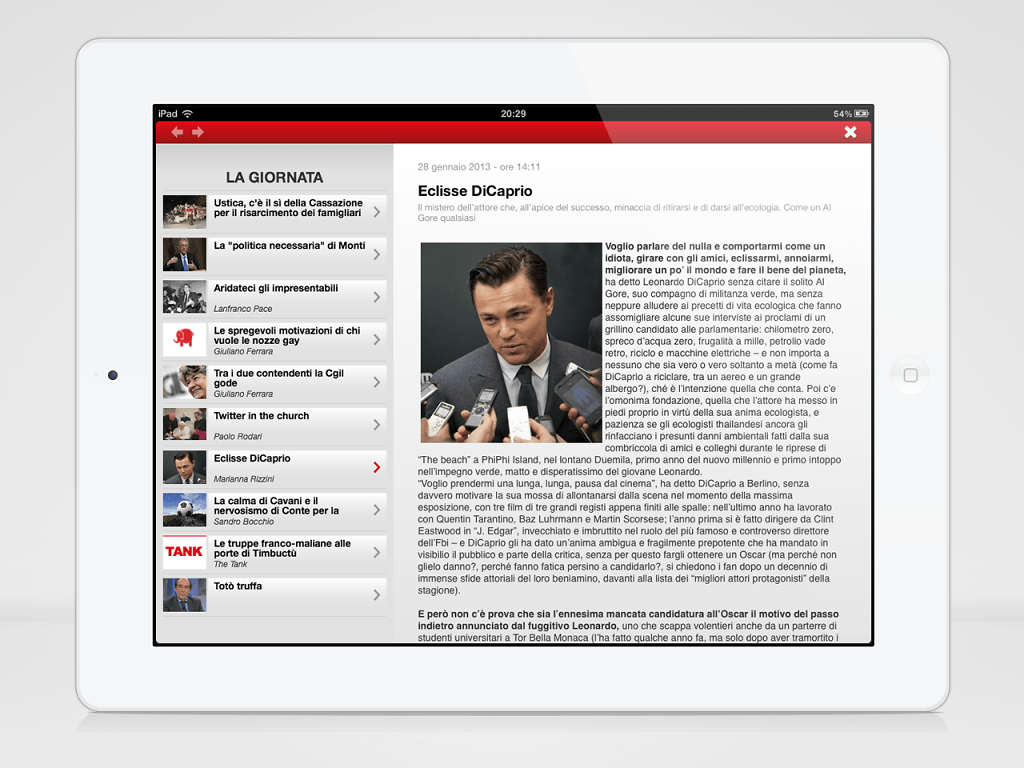 iPad
20:29
54%
LA GIORNATA
Ustica, c'è il sì della Cassazione
per il risarcimento dei famigliari
La "politica necessaria" di Monti
Aridateci gli impresentabili
Lanfranco Pace
Le spregevoli motivazioni di chi
vuole le nozze gay
Giuliano Ferrara
Tra i due contendenti la Cgil
gode
Giuliano Ferrara
Twitter in the church
Paolo Rodari
Eclisse DiCaprio
Marianna Rizzini
La calma di Cavani e il
nervosismo di Conte per la
Sandro Bocchio
TANK
Le truppe franco-maliane alle
porte di Timbuctù
The Tank
Totò truffa
28 gennaio 2013 - ore 14:11
Eclisse DiCaprio
Il mistero dell'attore che, all'apice del successo, minaccia di ritirarsi e di darsi all'ecologia. Come un Al
Gore qualsiasi
Voglio parlare del nulla e comportarmi come un
idiota, girare con gli amici, eclissarmi, annoiarmi,
migliorare un po' il mondo e fare il bene del pianeta,
ha detto Leonardo DiCaprio senza citare il solito Al
Gore, suo compagno di militanza verde, ma senza
neppure alludere ai precetti di vita ecologica che fanno
assomigliare alcune sue interviste ai proclami di un
grillino candidato alle parlamentarie: chilometro zero,
spreco d'acqua zero, frugalità a mille, petrolio vade
retro, riciclo e macchine elettriche – e non importa a
nessuno che sia vero o vero soltanto a metà (come fa
DiCaprio a riciclare, tra un aereo e un grande
albergo?), ché è l'intenzione quella che conta. Poi c'è
l'omonima fondazione, quella che l'attore ha messo in
piedi proprio in virtù della sua anima ecologista, e
pazienza se gli ecologisti thailandesi ancora gli
rinfacciano i presunti danni ambientali fatti dalla sua
combriccola di amici e colleghi durante le riprese di
"The beach" a PhiPhi Island, nel lontano Duemila, primo anno del nuovo millennio e primo intoppo
nell'impegno verde, matto e disperatissimo del giovane Leonardo.
"Voglio prendermi una lunga, lunga, pausa dal cinema", ha detto DiCaprio a Berlino, senza
davvero motivare la sua mossa di allontanarsi dalla scena nel momento della massima
esposizione, con tre film di tre grandi registi appena finiti alle spalle: nell'ultimo anno ha lavorato
con Quentin Tarantino, Baz Luhrmann e Martin Scorsese; l'anno prima si è fatto dirigere da Clint
Eastwood in "J. Edgar", invecchiato e imbruttito nel ruolo del più famoso e controverso direttore
dell'Fbi – e DiCaprio gli ha dato un'anima ambigua e fragilmente prepotente che ha mandato in
visibilio il pubblico e parte della critica, senza per questo fargli ottenere un Oscar (ma perché non
glielo danno?, perché fanno fatica persino a candidarlo?, si chiedono i fan dopo un decennio di
immense sfide attoriali del loro beniamino, davanti alla lista dei "migliori attori protagonisti" della
stagione).
E però non c'è prova che sia l'ennesima mancata candidatura all'Oscar il motivo del passo
indietro annunciato dal fuggitivo Leonardo, uno che scappa volentieri anche da un parterre di
studenti universitari a Tor Bella Monaca (l'ha fatto qualche anno fa, ma solo dopo aver tramortito i